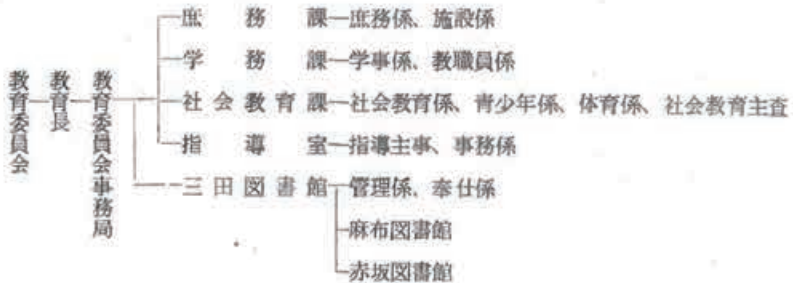 教育委員会
教育長
教育委員会事務局
庶務課 庶務係、施設係
学務課 学事係、教職員係
社会教育課 社会教育係、青少年係、体育係、社会教育主査
指導室 指導主事、事務係
三田図書館 管理係、奉仕係
麻布図書館
赤坂図書館